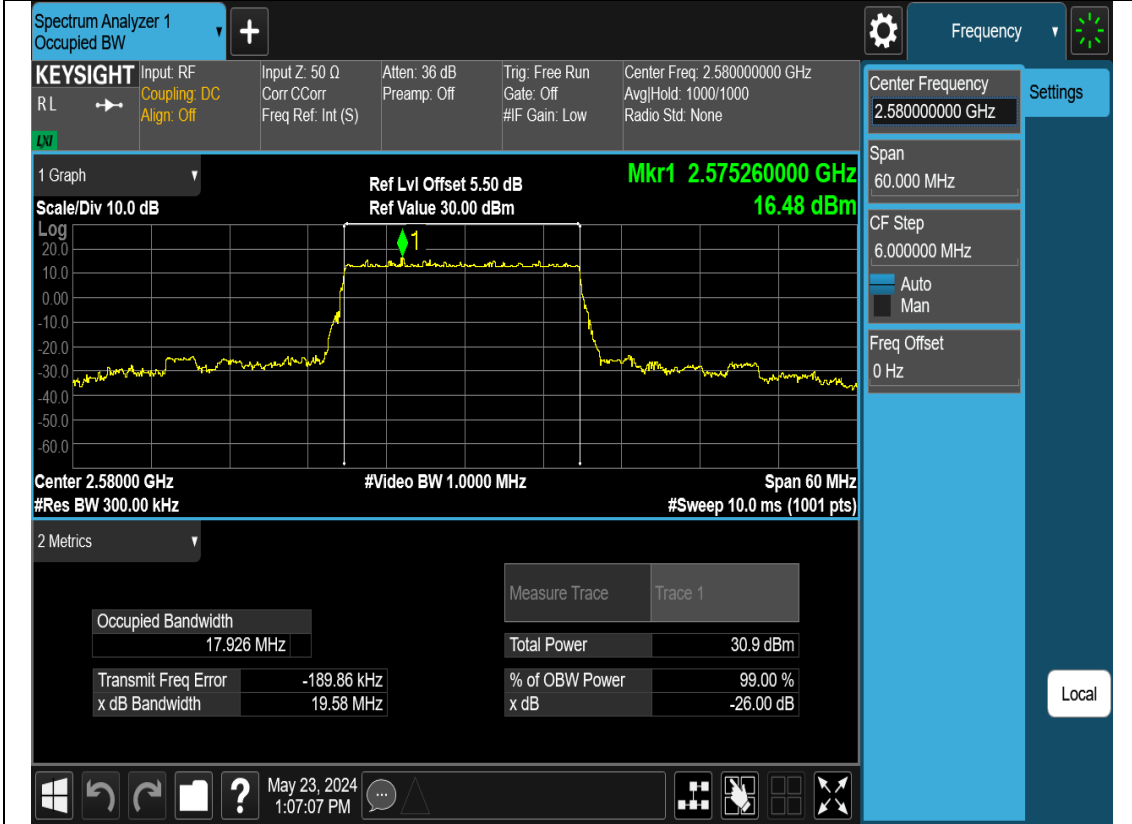 Spectrum Analyzer 1
Occupied BW
Frequency
KEYSIGHT
RL
LXI
Input: RF
Coupling: DC
Align: Off
Input Z: 50 Ω
Corr CCorr
Freq Ref: Int (S)
Atten: 36 dB
Preamp: Off
Trig: Free Run
Gate: Off
#IF Gain: Low
Center Freq: 2.580000000 GHz
Avg|Hold: 1000/1000
Radio Std: None
Center Frequency
2.580000000 GHz
Settings
Span
60.000 MHz
CF Step
6.000000 MHz
Auto
Man
Freq Offset
0 Hz
Local
1 Graph
Scale/Div 10.0 dB
Ref Lvl Offset 5.50 dB
Ref Value 30.00 dBm
Mkr1 2.575260000 GHz
16.48 dBm
Log
1
20.0
10.0
0.00
-10.0
-20.0
-30.0
-40.0
-50.0
-60.0
Center 2.58000 GHz
#Video BW 1.0000 MHz
Span 60 MHz
#Res BW 300.00 kHz
#Sweep 10.0 ms (1001 pts)
2 Metrics
Measure Trace Trace 1
Occupied Bandwidth
17.926 MHz
Total Power 30.9 dBm
Transmit Freq Error -189.86 kHz
% of OBW Power 99.00 %
x dB Bandwidth 19.58 MHz
x dB -26.00 dB
?
May 23, 2024
1:07:07 PM